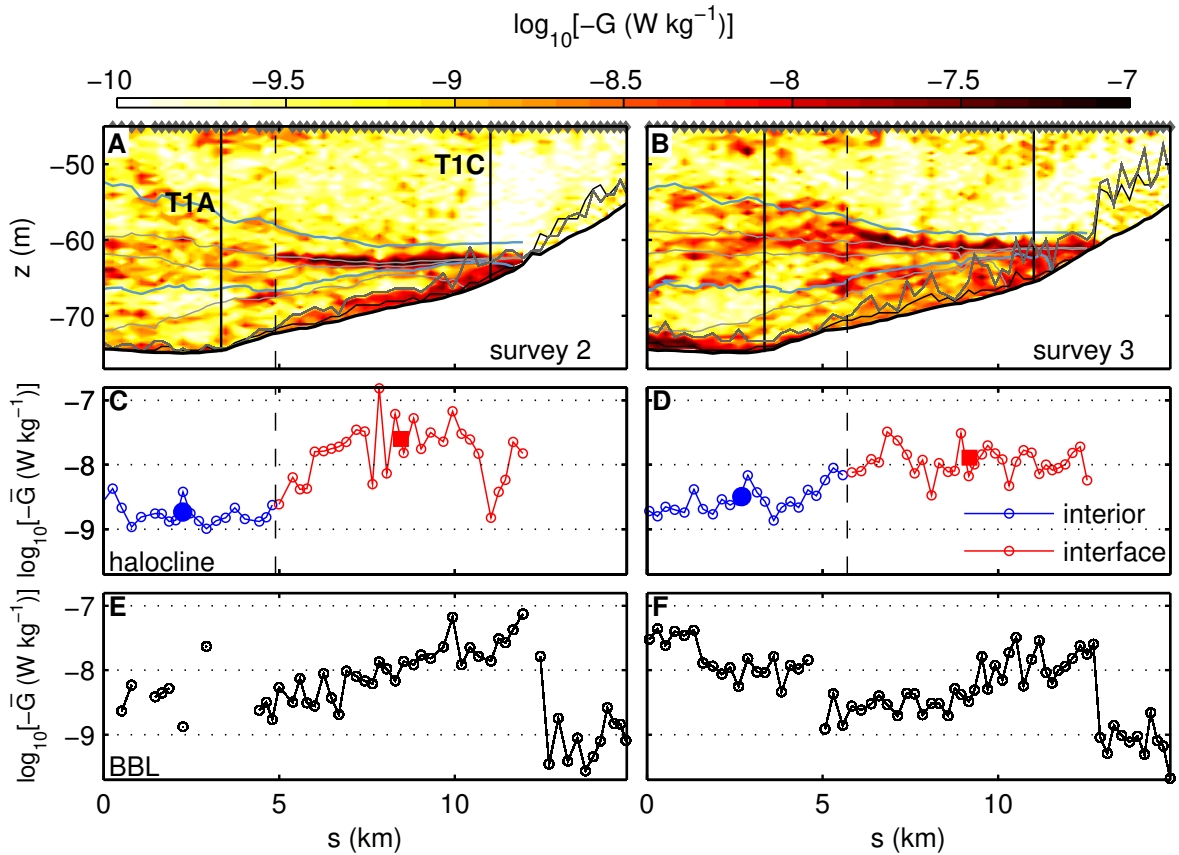 log10[−G (W kg−1)]
−10 −9.5 −9 −8.5 −8 −7.5 −7
A
T1A
T1C
survey 2
B
survey 3
−50
−60
−70
z (m)
C
halocline
D
interior
interface
−7
−8
−9
log10[−G̅ (W kg−1)]
E
BBL
F
−7
−8
−9
log10[−G̅ (W kg−1)]
0 5 10
0 5 10
s (km)
s (km)